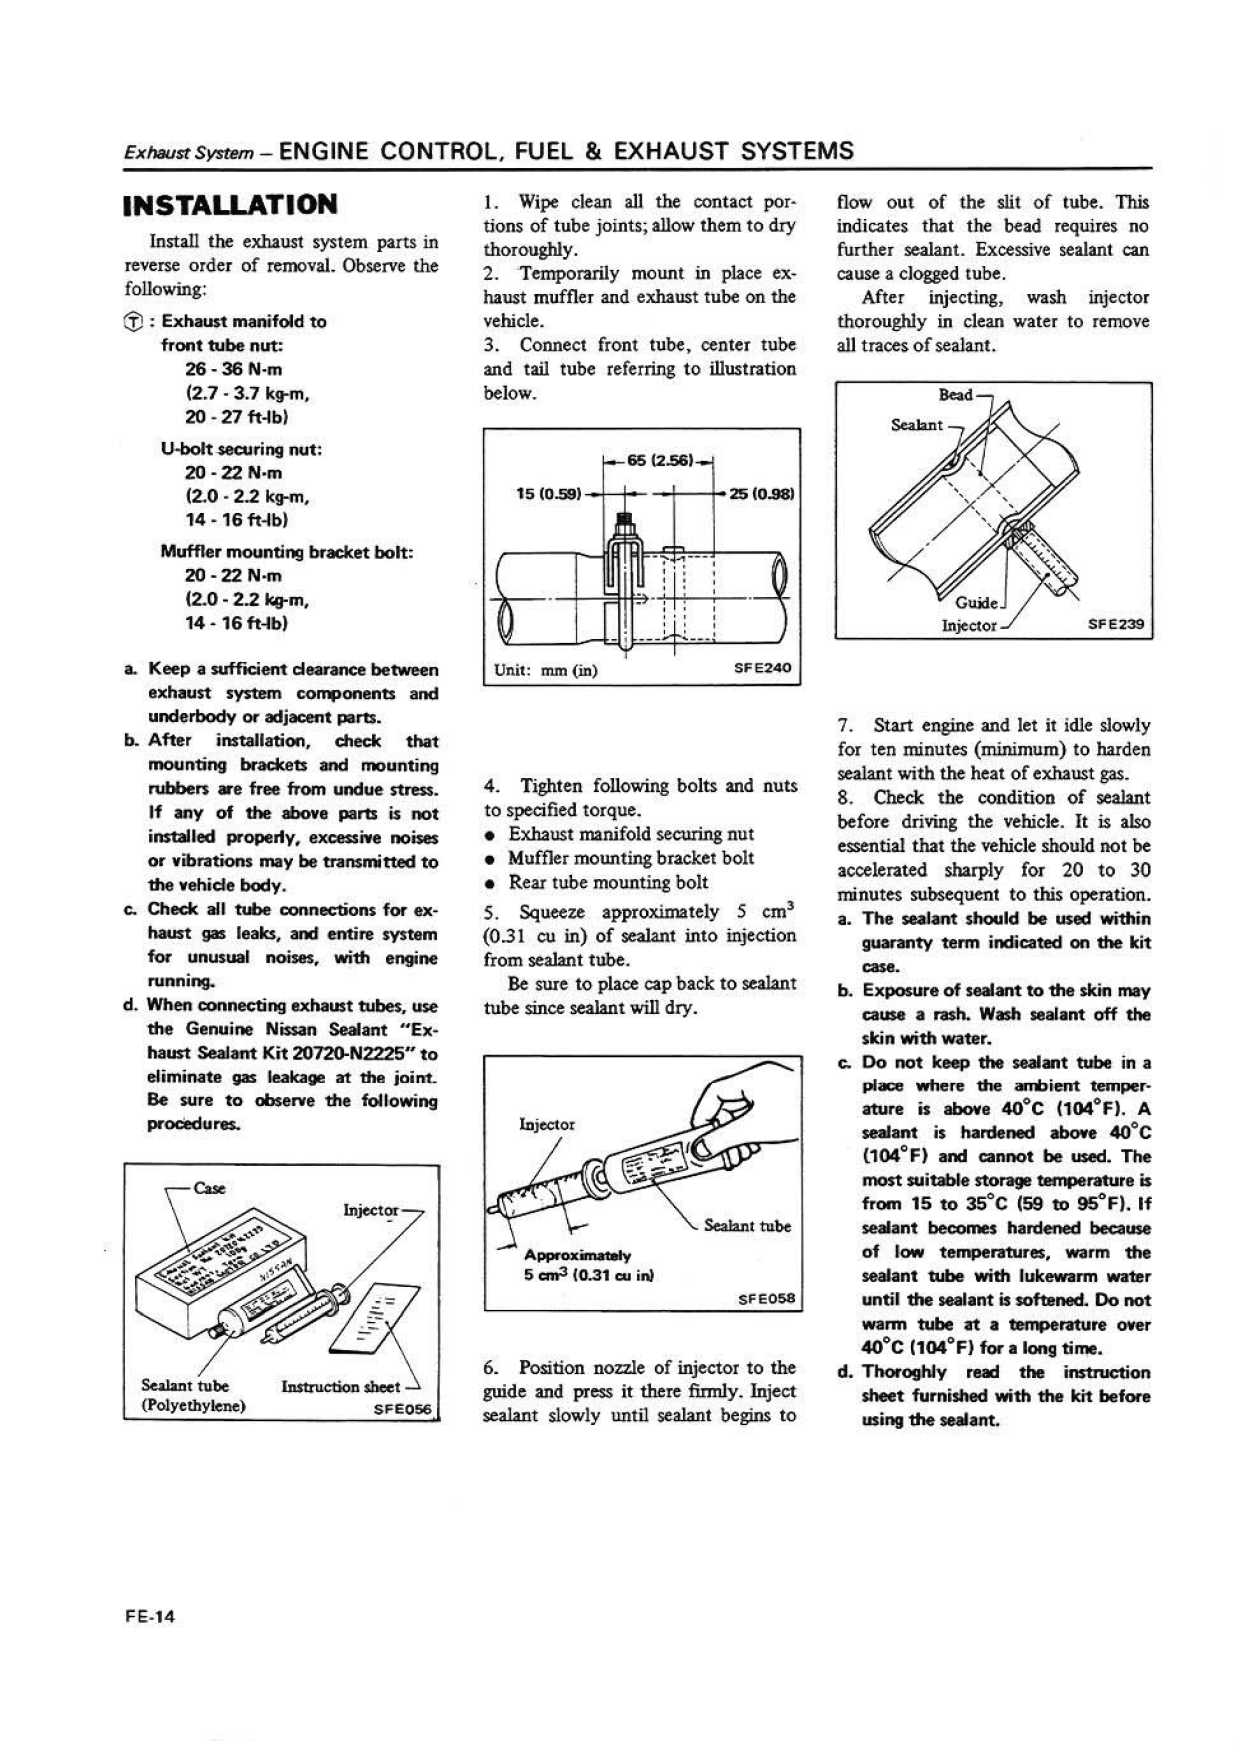 Exhaust System – ENGINE CONTROL, FUEL & EXHAUST SYSTEMS
INSTALLATION
Install the exhaust system parts in
reverse order of removal. Observe the
following:
Ⓣ : Exhaust manifold to
front tube nut:
26 - 36 N·m
(2.7 - 3.7 kg-m,
20 - 27 ft-lb)
U-bolt securing nut:
20 - 22 N·m
(2.0 - 2.2 kg-m,
14 - 16 ft-lb)
Muffler mounting bracket bolt:
20 - 22 N·m
(2.0 - 2.2 kg-m,
14 - 16 ft-lb)
a. Keep a sufficient clearance between
exhaust system components and
underbody or adjacent parts.
b. After installation, check that
mounting brackets and mounting
rubbers are free from undue stress.
If any of the above parts is not
installed properly, excessive noises
or vibrations may be transmitted to
the vehicle body.
c. Check all tube connections for ex-
haust gas leaks, and entire system
for unusual noises, with engine
running.
d. When connecting exhaust tubes, use
the Genuine Nissan Sealant "Ex-
haust Sealant Kit 20720-N2225" to
eliminate gas leakage at the joint.
Be sure to observe the following
procedures.
Case
Injector
NISSAN
Sealant tube
(Polyethylene)
Instruction sheet
SFE056
1. Wipe clean all the contact por-
tions of tube joints; allow them to dry
thoroughly.
2. Temporarily mount in place ex-
haust muffler and exhaust tube on the
vehicle.
3. Connect front tube, center tube
and tail tube referring to illustration
below.
65 (2.56)
15 (0.59)
25 (0.98)
Unit: mm (in)
SFE240
4. Tighten following bolts and nuts
to specified torque.
• Exhaust manifold securing nut
• Muffler mounting bracket bolt
• Rear tube mounting bolt
5. Squeeze approximately 5 cm³
(0.31 cu in) of sealant into injection
from sealant tube.
Be sure to place cap back to sealant
tube since sealant will dry.
Injector
Sealant tube
Approximately
5 cm³ (0.31 cu in)
SFE058
6. Position nozzle of injector to the
guide and press it there firmly. Inject
sealant slowly until sealant begins to
flow out of the slit of tube. This
indicates that the bead requires no
further sealant. Excessive sealant can
cause a clogged tube.
After injecting, wash injector
thoroughly in clean water to remove
all traces of sealant.
Bead
Sealant
Guide
Injector
SFE239
7. Start engine and let it idle slowly
for ten minutes (minimum) to harden
sealant with the heat of exhaust gas.
8. Check the condition of sealant
before driving the vehicle. It is also
essential that the vehicle should not be
accelerated sharply for 20 to 30
minutes subsequent to this operation.
a. The sealant should be used within
guaranty term indicated on the kit
case.
b. Exposure of sealant to the skin may
cause a rash. Wash sealant off the
skin with water.
c. Do not keep the sealant tube in a
place where the ambient temper-
ature is above 40°C (104°F). A
sealant is hardened above 40°C
(104°F) and cannot be used. The
most suitable storage temperature is
from 15 to 35°C (59 to 95°F). If
sealant becomes hardened because
of low temperatures, warm the
sealant tube with lukewarm water
until the sealant is softened. Do not
warm tube at a temperature over
40°C (104°F) for a long time.
d. Thoroghly read the instruction
sheet furnished with the kit before
using the sealant.
FE-14